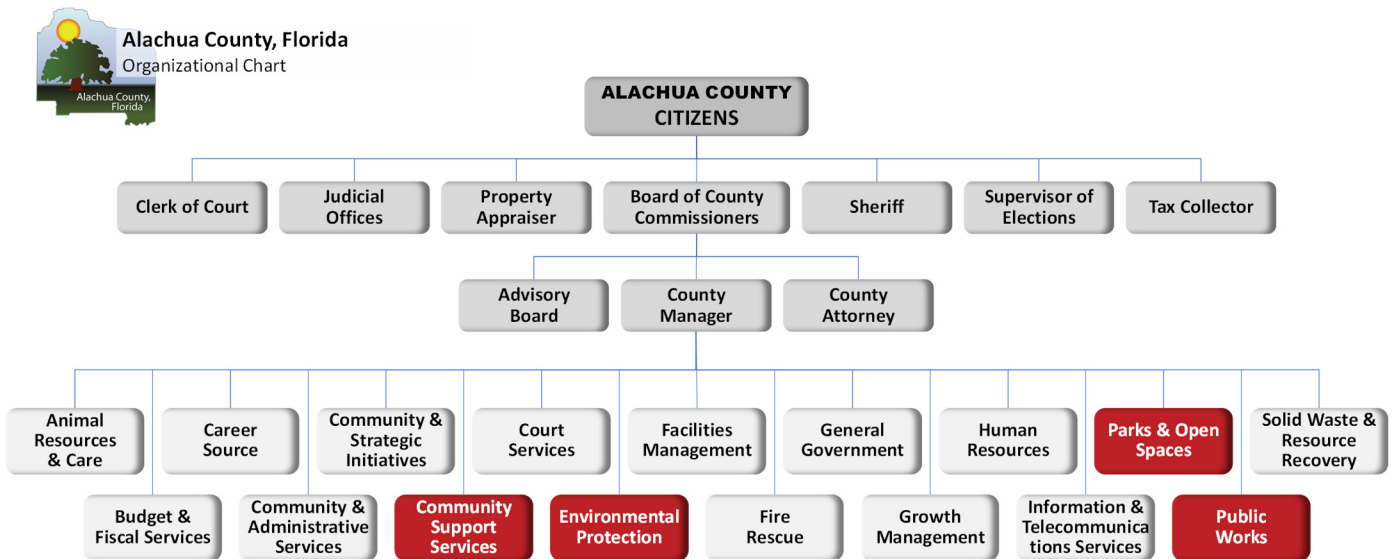 Alachua County, Florida
Organizational Chart
Alachua County,
Florida
ALACHUA COUNTY
CITIZENS
Clerk of Court
Judicial
Offices
Property
Appraiser
Board of County
Commissioners
Sheriff
Supervisor of
Elections
Tax Collector
Advisory
Board
County
Manager
County
Attorney
Animal
Resources
& Care
Career
Source
Community &
Strategic
Initiatives
Court
Services
Facilities
Management
General
Government
Human
Resources
Parks & Open
Spaces
Solid Waste &
Resource
Recovery
Budget &
Fiscal Services
Community &
Administrative
Services
Community
Support
Services
Environmental
Protection
Fire
Rescue
Growth
Management
Information &
Telecommunica
tions Services
Public
Works